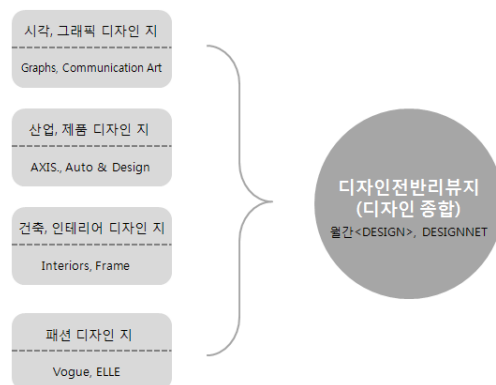 시각, 그래픽 디자인 지
Graphs, Communication Art
산업, 제품 디자인 지
AXIS., Auto & Design
건축, 인테리어 디자인 지
Interiors, Frame
패션 디자인 지
Vogue, ELLE
디자인전반리뷰지
(디자인 종합)
월간<DESIGN>, DESIGNNET